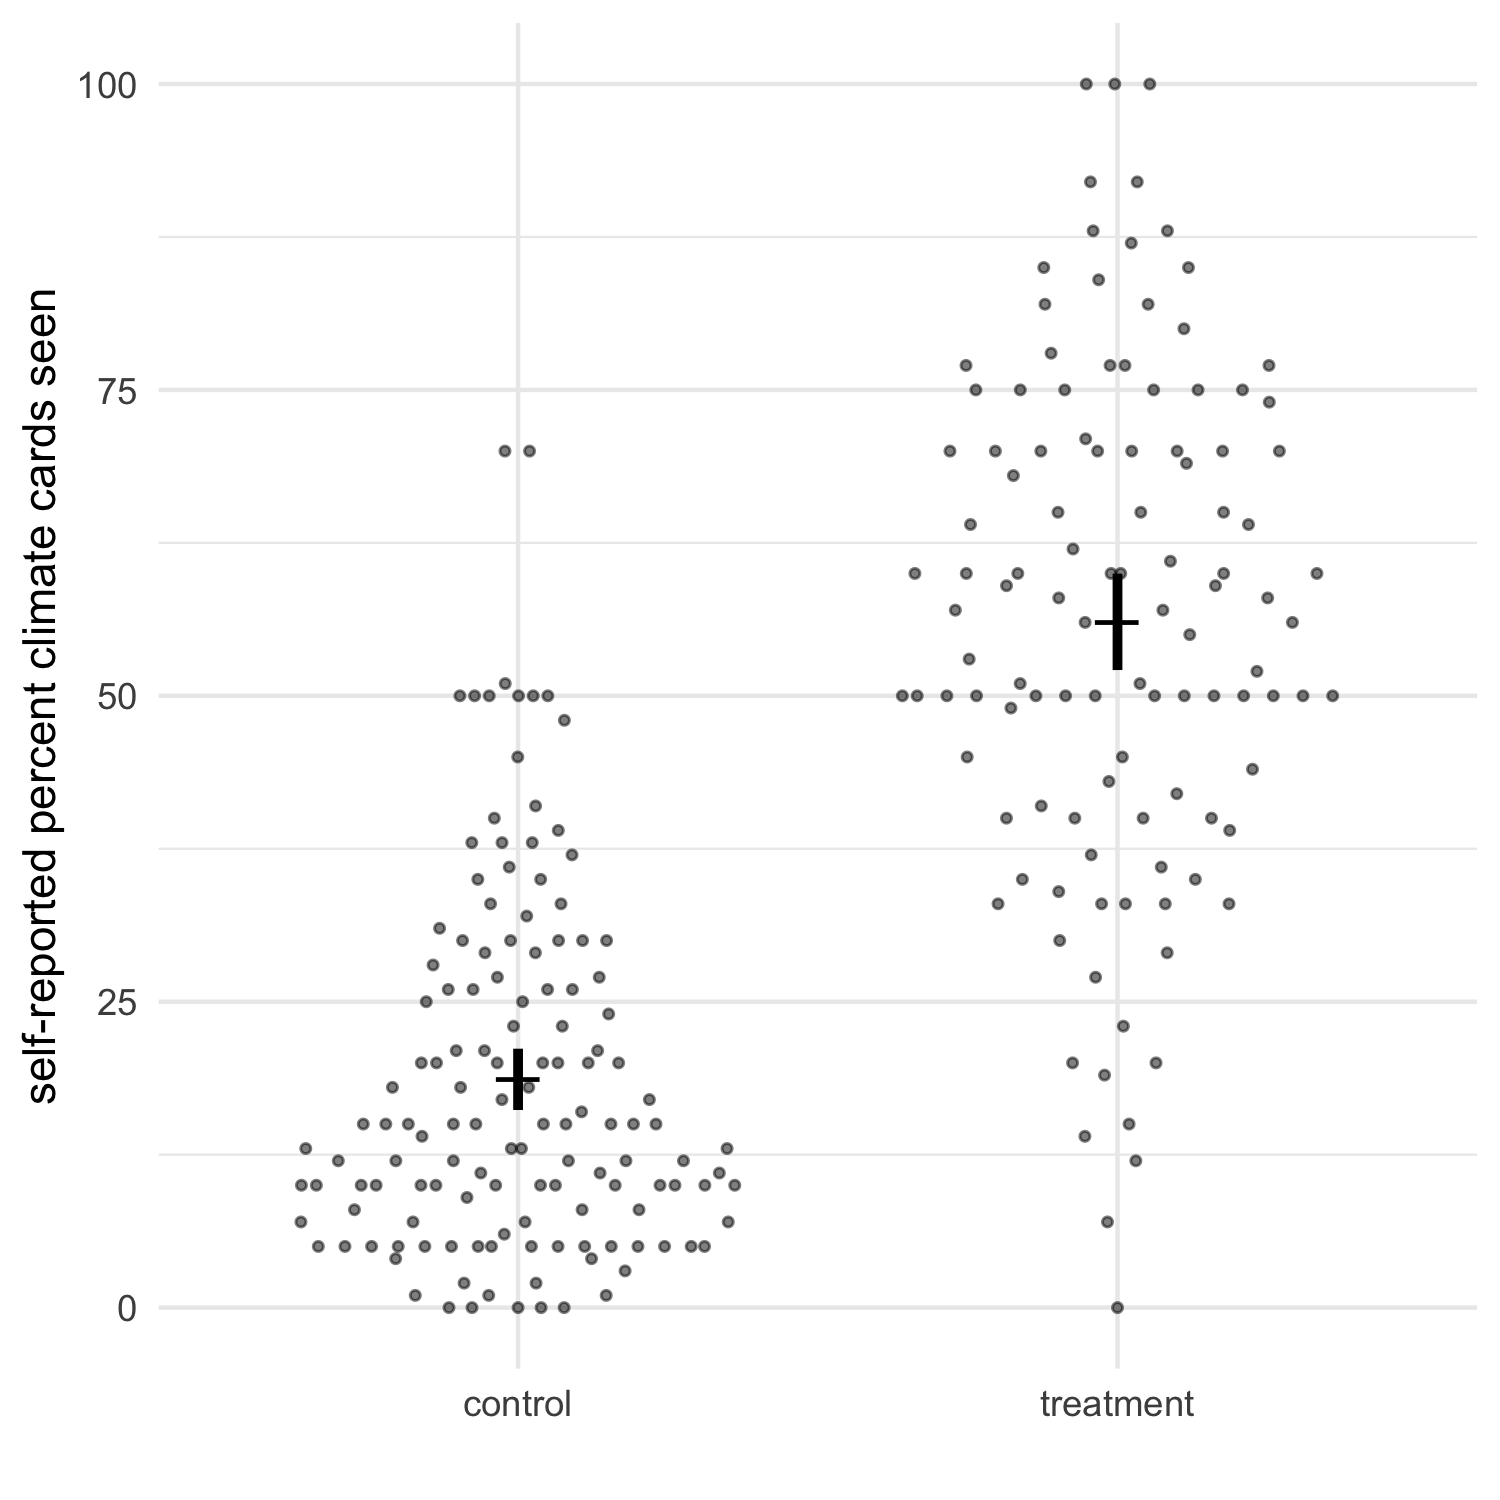 self-reported percent climate cards seen
100
75
50
25
0
control
treatment